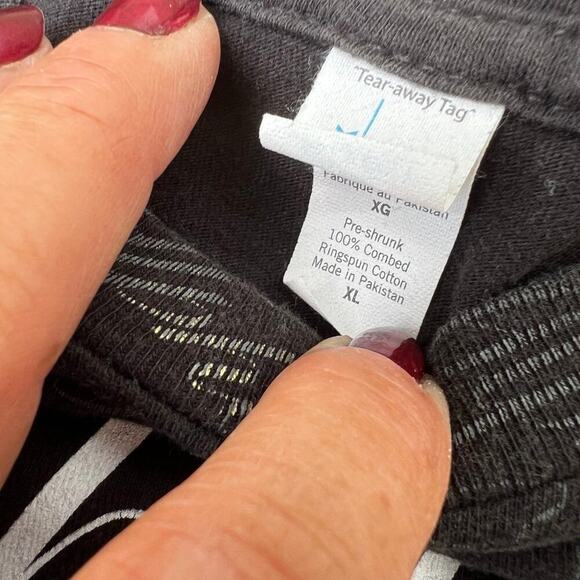 "Tear-away Tag"
Fabriqué au Pakistan
XG
Pre-shrunk
100% Combed
Ringspun Cotton
Made in Pakistan
XL